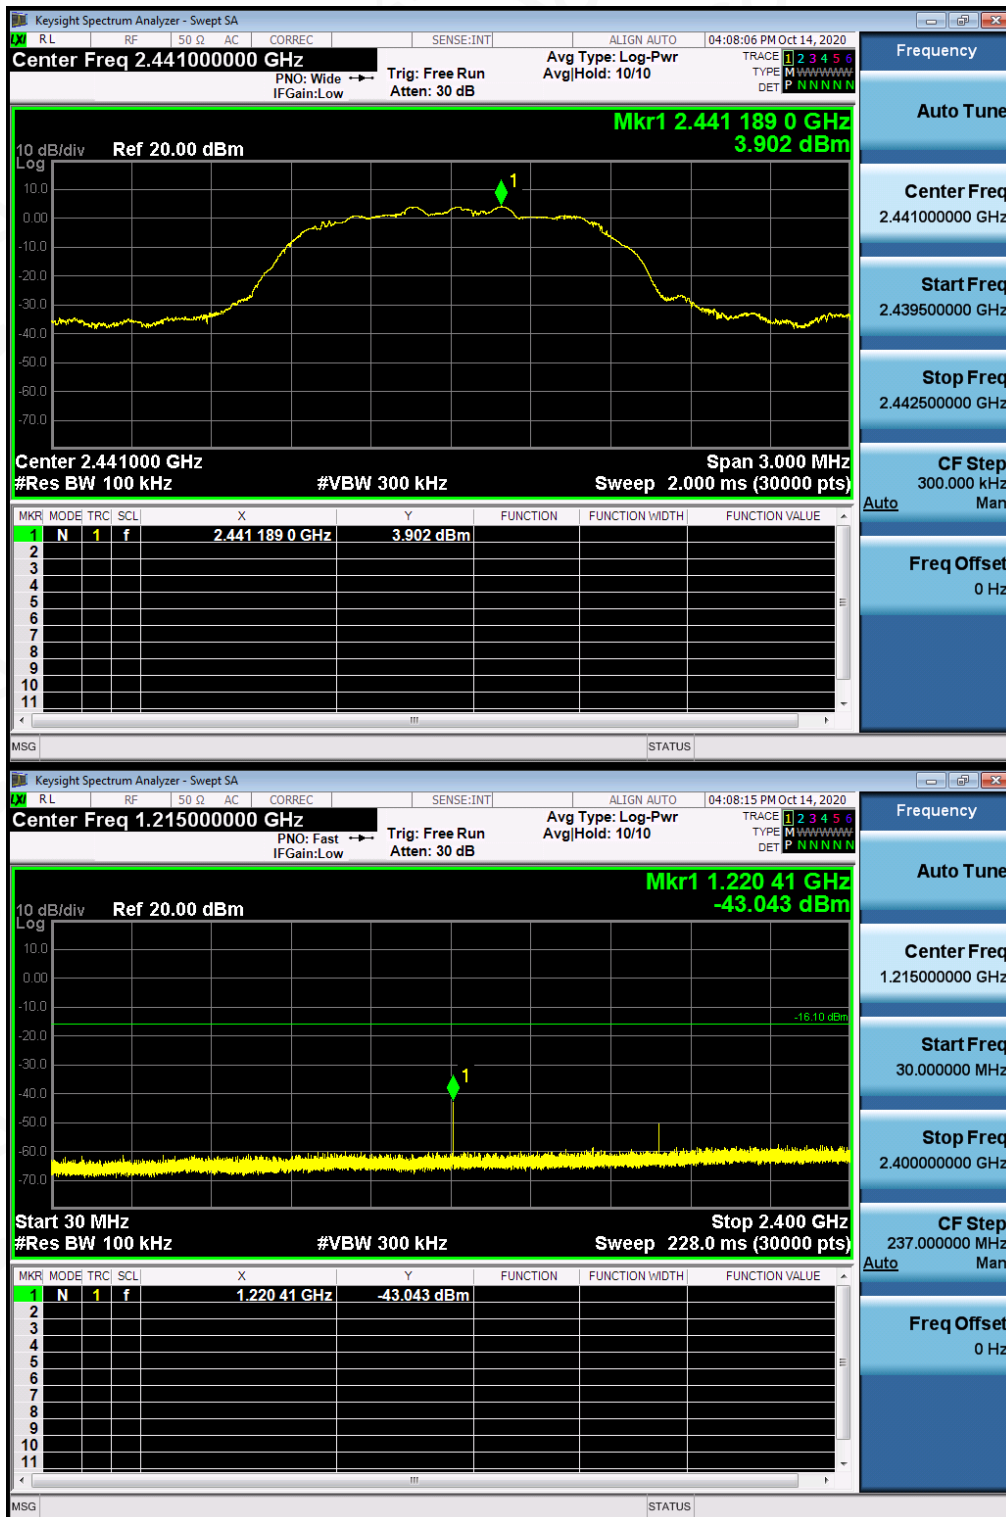 Keysight Spectrum Analyzer - Swept SA
LXI RL RF 50 Ω AC CORREC SENSE:INT ALIGN AUTO 04:08:06 PM Oct 14, 2020
Center Freq 2.441000000 GHz
PNO: Wide
IFGain:Low
Trig: Free Run
Atten: 30 dB
Avg Type: Log-Pwr
Avg|Hold: 10/10
TRACE 1 2 3 4 5 6
TYPE M WWWWW
DET P N N N N N
Mkr1 2.441 189 0 GHz
3.902 dBm
10 dB/div Ref 20.00 dBm
Log
10.0
0.00
-10.0
-20.0
-30.0
-40.0
-50.0
-60.0
-70.0
1
Center 2.441000 GHz Span 3.000 MHz
#Res BW 100 kHz #VBW 300 kHz Sweep 2.000 ms (30000 pts)
MKR MODE TRC SCL X Y FUNCTION FUNCTION WIDTH FUNCTION VALUE
1 N 1 f 2.441 189 0 GHz 3.902 dBm
2
3
4
5
6
7
8
9
10
11
MSG STATUS
Frequency
Auto Tune
Center Freq
2.441000000 GHz
Start Freq
2.439500000 GHz
Stop Freq
2.442500000 GHz
CF Step
300.000 kHz
Auto Man
Freq Offset
0 Hz
Keysight Spectrum Analyzer - Swept SA
LXI RL RF 50 Ω AC CORREC SENSE:INT ALIGN AUTO 04:08:15 PM Oct 14, 2020
Center Freq 1.215000000 GHz
PNO: Fast
IFGain:Low
Trig: Free Run
Atten: 30 dB
Avg Type: Log-Pwr
Avg|Hold: 10/10
TRACE 1 2 3 4 5 6
TYPE M WWWWW
DET P N N N N N
Mkr1 1.220 41 GHz
-43.043 dBm
10 dB/div Ref 20.00 dBm
Log
10.0
0.00
-10.0
-20.0
-30.0
-40.0
-50.0
-60.0
-70.0
-16.10 dBm
1
Start 30 MHz Stop 2.400 GHz
#Res BW 100 kHz #VBW 300 kHz Sweep 228.0 ms (30000 pts)
MKR MODE TRC SCL X Y FUNCTION FUNCTION WIDTH FUNCTION VALUE
1 N 1 f 1.220 41 GHz -43.043 dBm
2
3
4
5
6
7
8
9
10
11
MSG STATUS
Frequency
Auto Tune
Center Freq
1.215000000 GHz
Start Freq
30.000000 MHz
Stop Freq
2.400000000 GHz
CF Step
237.000000 MHz
Auto Man
Freq Offset
0 Hz